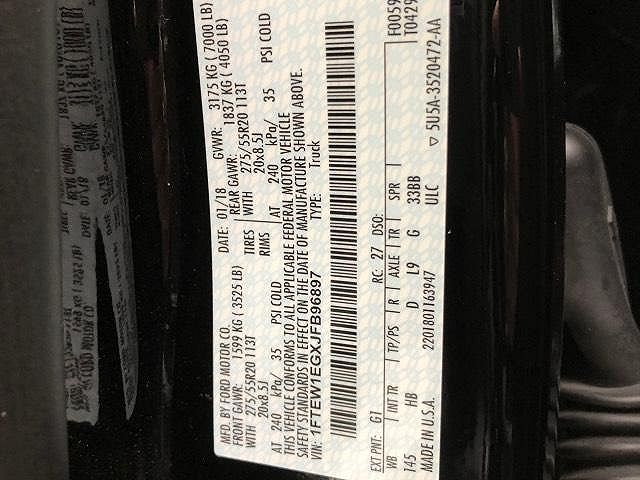 MFD. BY FORD MOTOR CO.
DATE: 01/18 GVWR: 3175 KG ( 7000 LB)
FRONT GAWR: 1599 KG ( 3525 LB) REAR GAWR: 1837 KG ( 4050 LB)
WITH 275/55R20 113T TIRES WITH 275/55R20 113T
20x8.5J RIMS 20x8.5J
AT 240 kPa/ 35 PSI COLD AT 240 kPa/ 35 PSI COLD
THIS VEHICLE CONFORMS TO ALL APPLICABLE FEDERAL MOTOR VEHICLE
SAFETY STANDARDS IN EFFECT ON THE DATE OF MANUFACTURE SHOWN ABOVE.
VIN: 1FTEW1EGXJFB96897 TYPE: Truck
F0059
T0429
EXT PNT: G1 RC: 27 DSO:
WB INT TR TP/PS R AXLE TR SPR
145 HB D L9 G 33BB
MADE IN U.S.A. 2201801163947 ULC ▽ 5U5A-3520472-AA